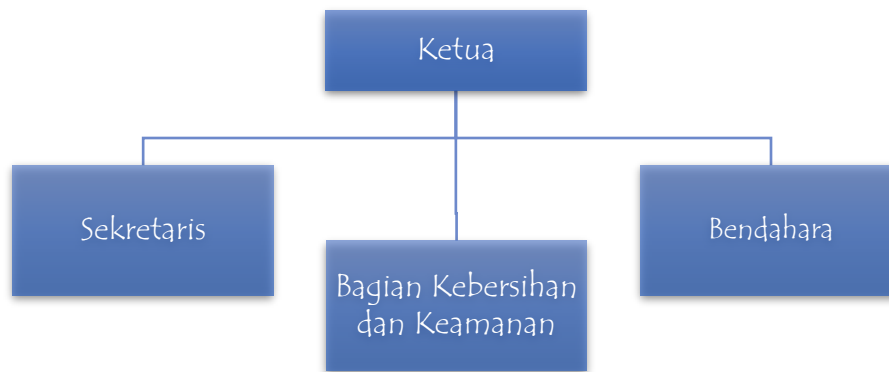 Ketua
Sekretaris
Bendahara
Bagian Kebersihan
dan Keamanan